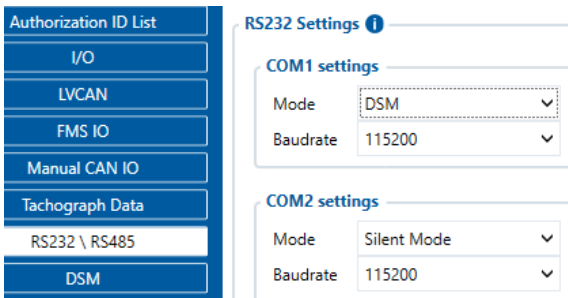 Authorization ID List
I/O
LVCAN
FMS IO
Manual CAN IO
Tachograph Data
RS232 \ RS485
DSM
RS232 Settings i
COM1 settings
Mode DSM
Baudrate 115200
COM2 settings
Mode Silent Mode
Baudrate 115200